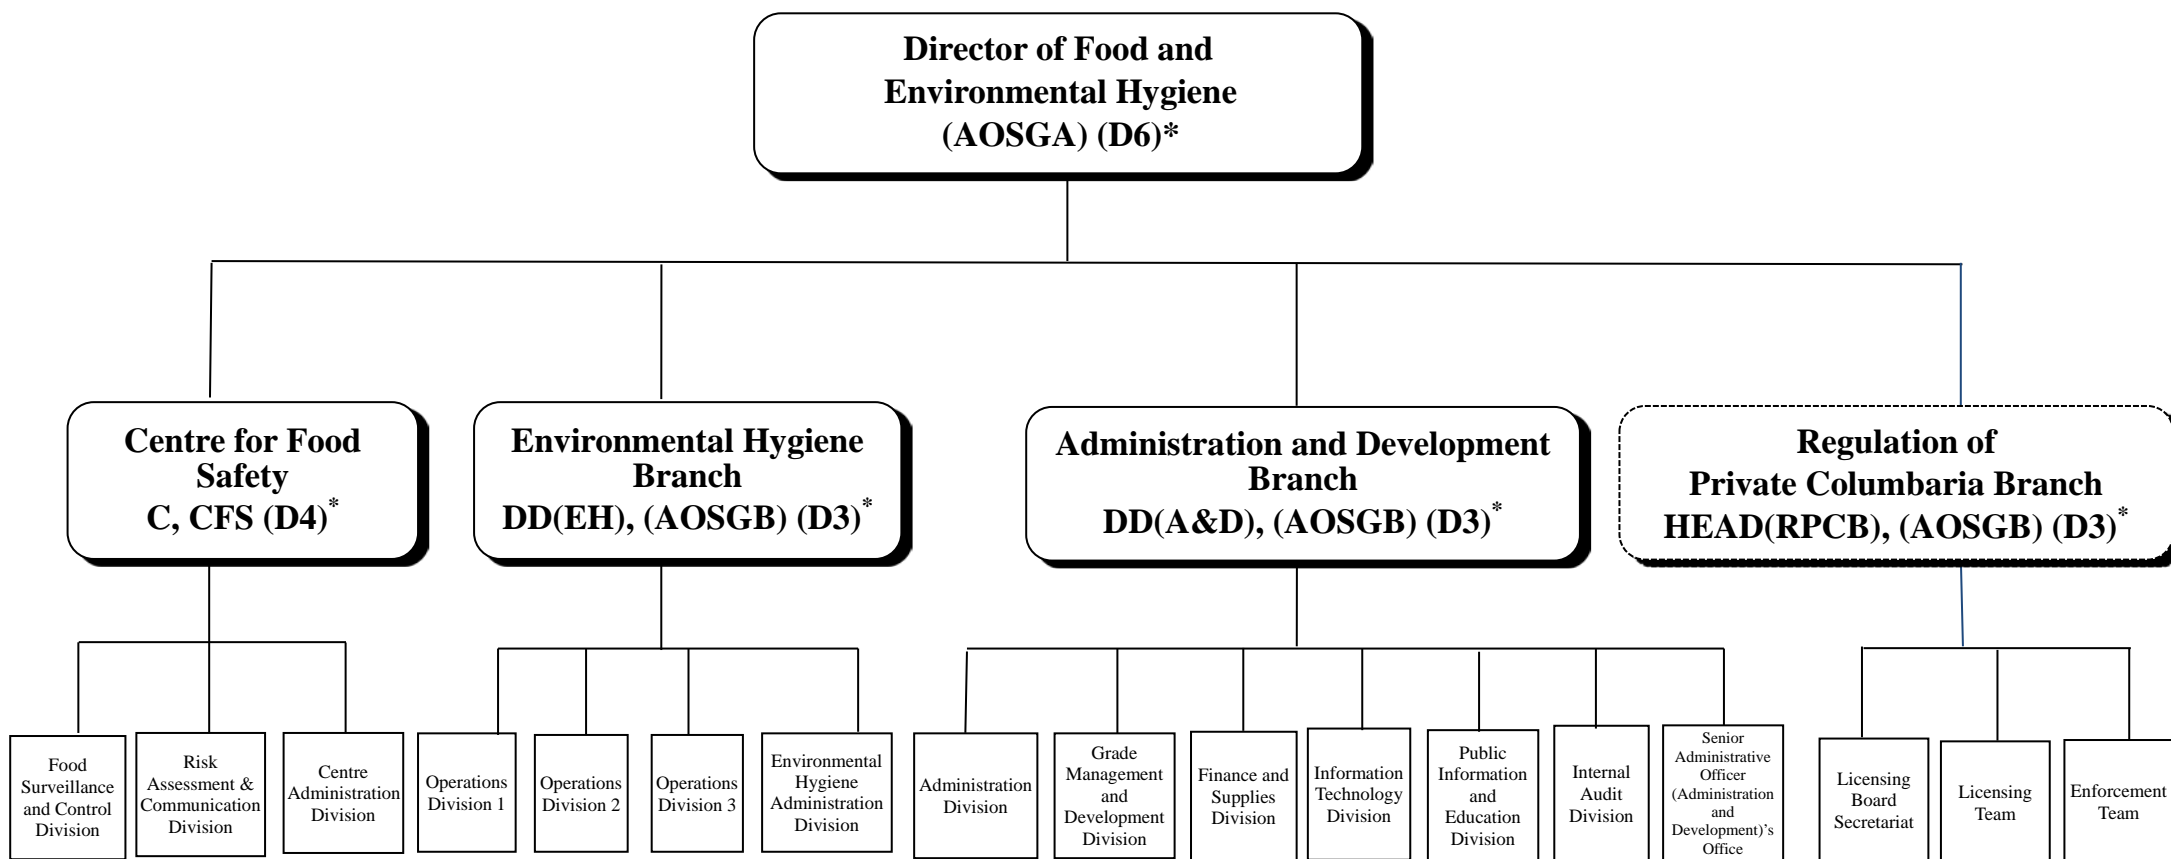 Director of Food and
Environmental Hygiene
(AOSGA) (D6)*
Centre for Food
Safety
C, CFS (D4)*
Environmental Hygiene
Branch
DD(EH), (AOSGB) (D3)*
Administration and Development
Branch
DD(A&D), (AOSGB) (D3)*
Regulation of
Private Columbaria Branch
HEAD(RPCB), (AOSGB) (D3)*
Food
Surveillance
and Control
Division
Risk
Assessment &
Communication
Division
Centre
Administration
Division
Operations
Division 1
Operations
Division 2
Operations
Division 3
Environmental
Hygiene
Administration
Division
Administration
Division
Grade
Management
and
Development
Division
Finance and
Supplies
Division
Information
Technology
Division
Public
Information
and
Education
Division
Internal
Audit
Division
Senior
Administrative
Officer
(Administration
and
Development)’s
Office
Licensing
Board
Secretariat
Licensing
Team
Enforcement
Team